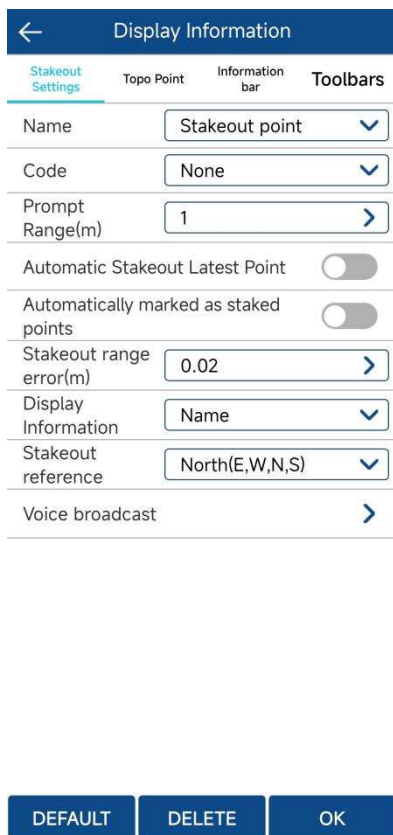 Display Information
Stakeout
Settings
Topo Point
Information
bar
Toolbars
Name
Stakeout point
Code
None
Prompt
Range(m)
1
Automatic Stakeout Latest Point
Automatically marked as staked
points
Stakeout range
error(m)
0.02
Display
Information
Name
Stakeout
reference
North(E,W,N,S)
Voice broadcast
DEFAULT
DELETE
OK